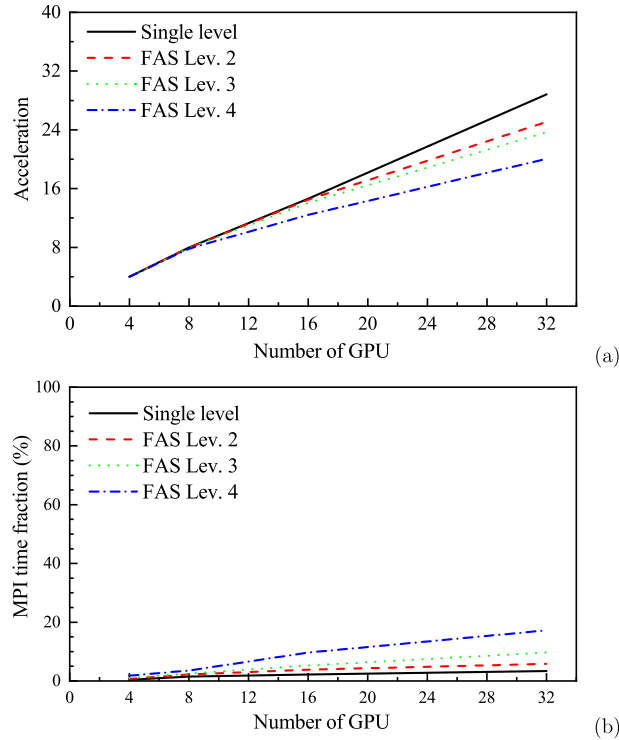 40
32
24
16
8
0
Acceleration
Single level
FAS Lev. 2
FAS Lev. 3
FAS Lev. 4
0 4 8 12 16 20 24 28 32
Number of GPU
(a)
100
80
60
40
20
0
MPI time fraction (%)
Single level
FAS Lev. 2
FAS Lev. 3
FAS Lev. 4
0 4 8 12 16 20 24 28 32
Number of GPU
(b)